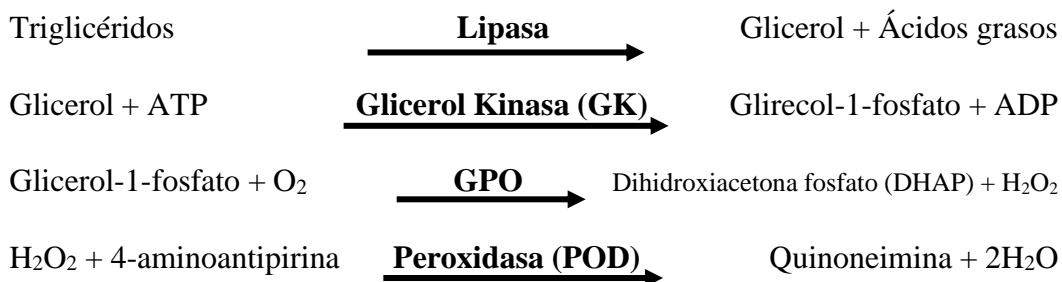 Triglicéridos Lipasa Glicerol + Ácidos grasos
Glicerol + ATP Glicerol Kinasa (GK) Glirecol-1-fosfato + ADP
Glicerol-1-fosfato + O₂ GPO Dihidroxiacetona fosfato (DHAP) + H₂O₂
H₂O₂ + 4-aminoantipirina Peroxidasa (POD) Quinoneimina + 2H₂O